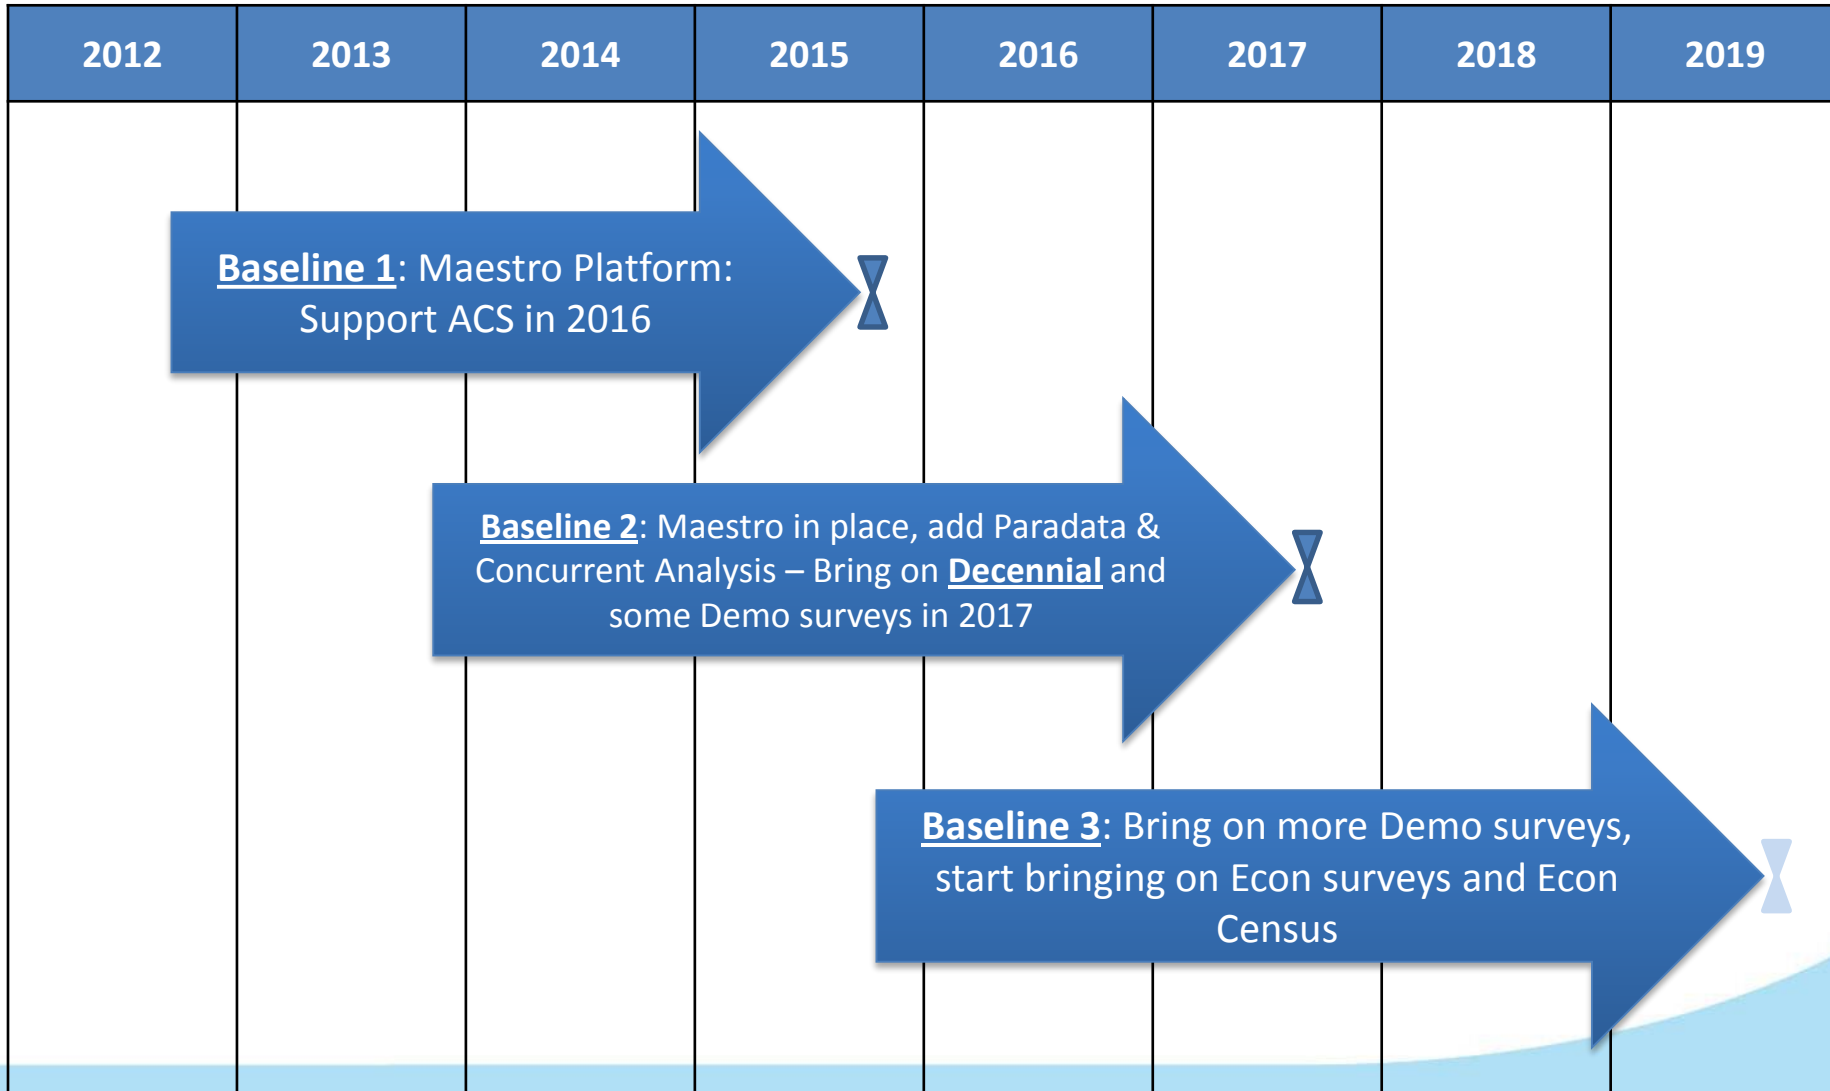 2012 2013 2014 2015 2016 2017 2018 2019
Baseline 1: Maestro Platform:
Support ACS in 2016
Baseline 2: Maestro in place, add Paradata &
Concurrent Analysis – Bring on Decennial and
some Demo surveys in 2017
Baseline 3: Bring on more Demo surveys,
start bringing on Econ surveys and Econ
Census